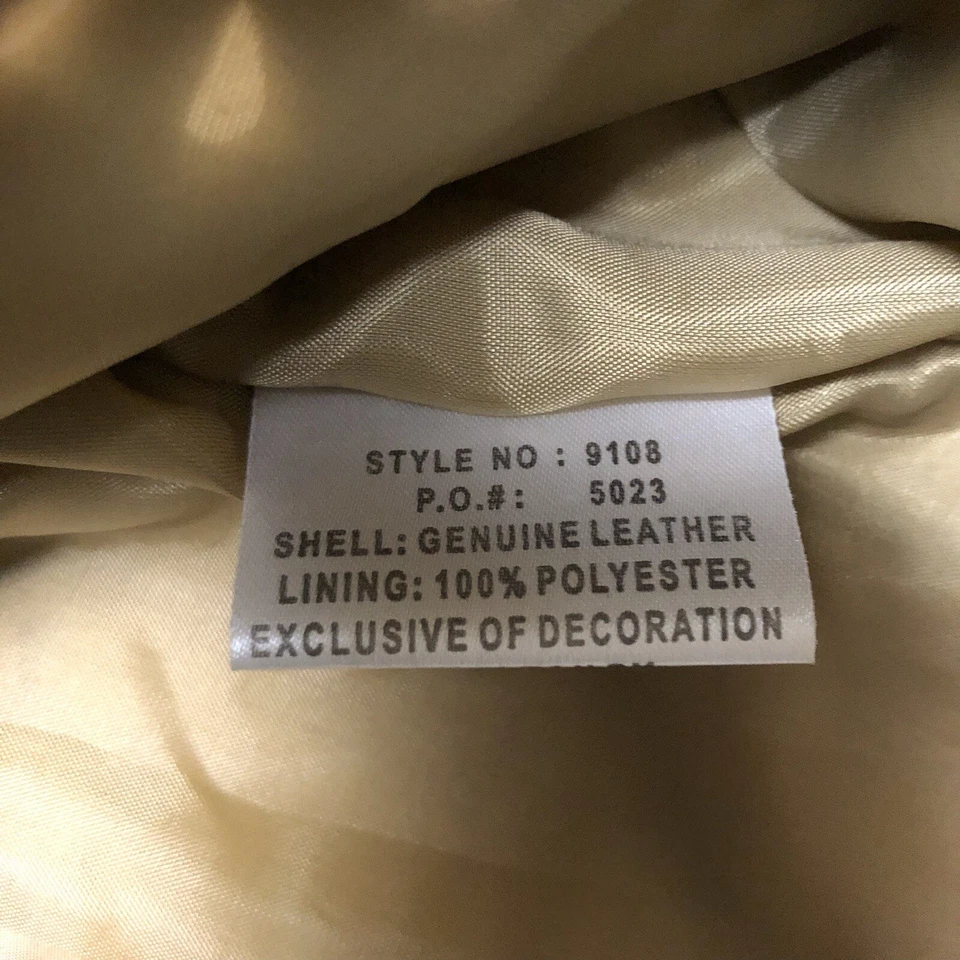 STYLE NO : 9108
P.O.#: 5023
SHELL: GENUINE LEATHER
LINING: 100% POLYESTER
EXCLUSIVE OF DECORATION